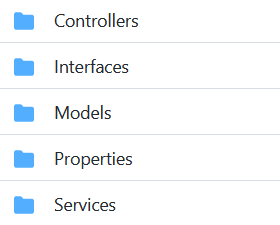 Controllers
Interfaces
Models
Properties
Services